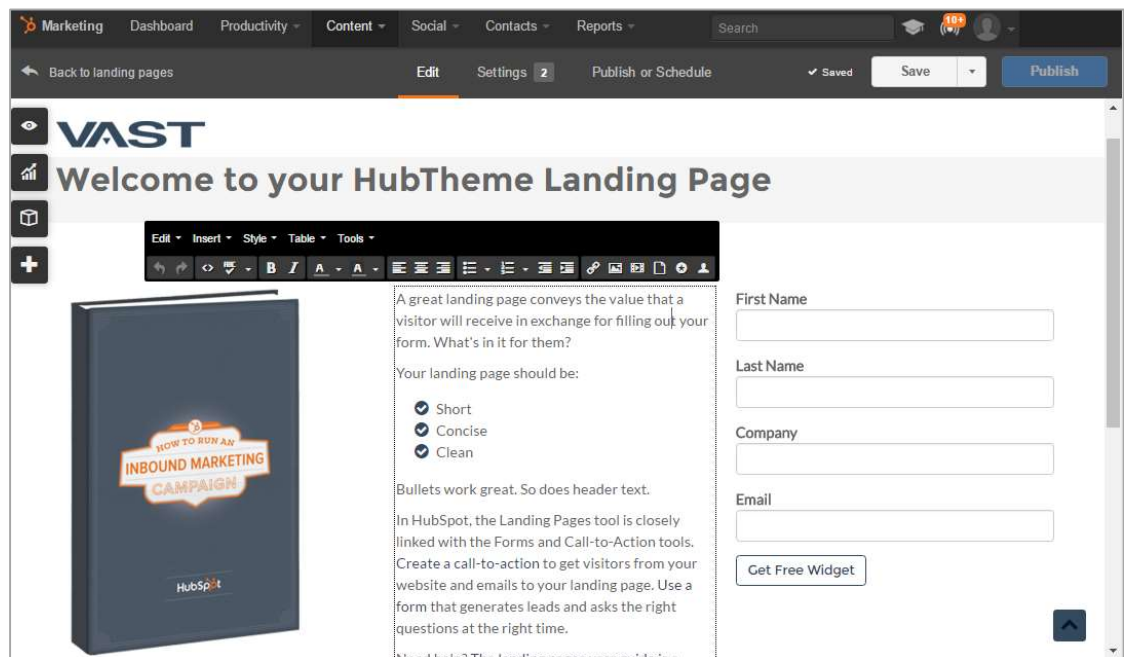 Marketing Dashboard Productivity Content Social Contacts Reports Search 10+
Back to landing pages Edit Settings 2 Publish or Schedule Saved Save Publish
VAST
Welcome to your HubTheme Landing Page
Edit Insert Style Table Tools
ABC
B I A A
HOW TO RUN AN
INBOUND MARKETING
CAMPAIGN
HubSpot
A great landing page conveys the value that a
visitor will receive in exchange for filling out your
form. What's in it for them?
Your landing page should be:
Short
Concise
Clean
Bullets work great. So does header text.
In HubSpot, the Landing Pages tool is closely
linked with the Forms and Call-to-Action tools.
Create a call-to-action to get visitors from your
website and emails to your landing page. Use a
form that generates leads and asks the right
questions at the right time.
First Name
Last Name
Company
Email
Get Free Widget